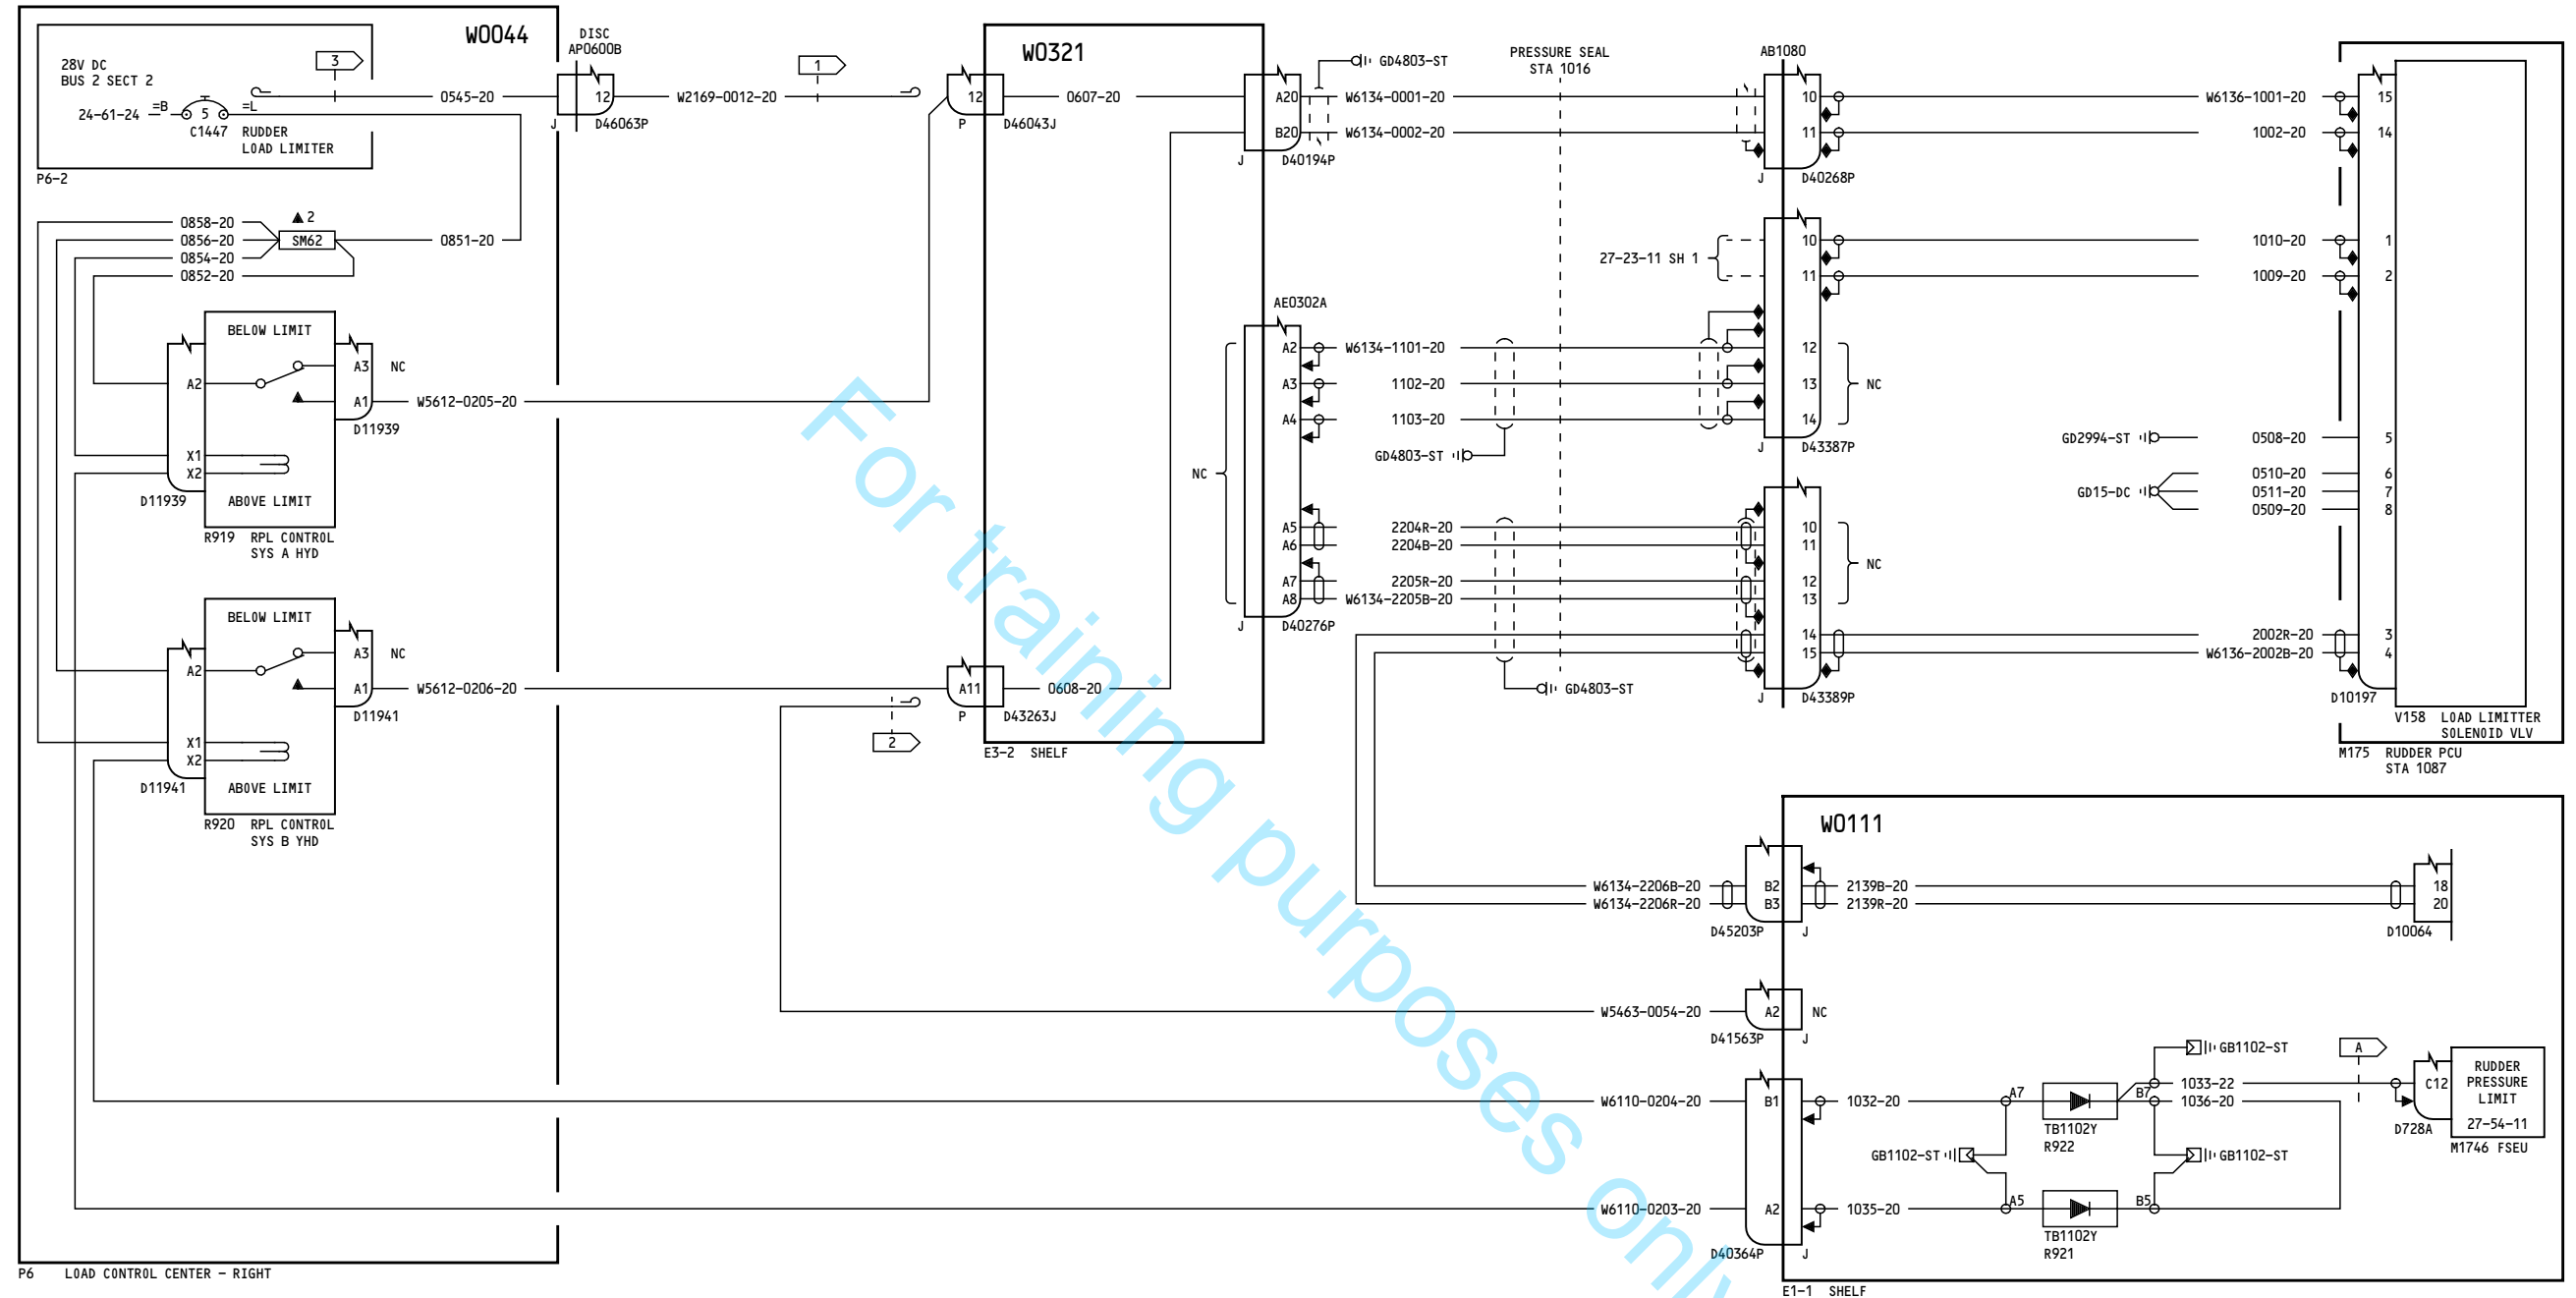 W0044
28V DC
BUS 2 SECT 2
3
24-61-24
=B
5
=L
C1447
RUDDER
LOAD LIMITER
P6-2
0545-20
DISC
AP0600B
12
J
D46063P
W2169-0012-20
1
0858-20
0856-20
0854-20
0852-20
2
SM62
0851-20
BELOW LIMIT
A2
A3
NC
A1
W5612-0205-20
D11939
X1
X2
D11939
ABOVE LIMIT
R919
RPL CONTROL
SYS A HYD
BELOW LIMIT
A2
A3
NC
A1
W5612-0206-20
D11941
X1
X2
D11941
ABOVE LIMIT
R920
RPL CONTROL
SYS B YHD
P6
LOAD CONTROL CENTER - RIGHT
W0321
12
P
D46043J
0607-20
A20
B20
J
D40194P
GD4803-ST
W6134-0001-20
W6134-0002-20
PRESSURE SEAL
STA 1016
AE0302A
NC
A2
A3
A4
A5
A6
A7
A8
J
D40276P
W6134-1101-20
1102-20
1103-20
GD4803-ST
2204R-20
2204B-20
2205R-20
W6134-2205B-20
GD4803-ST
A11
P
D43263J
0608-20
2
E3-2 SHELF
AB1080
10
11
J
D40268P
27-23-11 SH 1
10
11
12
13
14
NC
J
D43387P
10
11
12
13
14
15
NC
J
D43389P
W6136-1001-20
1002-20
1010-20
1009-20
GD2994-ST
0508-20
GD15-DC
0510-20
0511-20
0509-20
2002R-20
W6136-2002B-20
15
14
1
2
5
6
7
8
3
4
D10197
V158
LOAD LIMITTER
SOLENOID VLV
M175
RUDDER PCU
STA 1087
W0111
W6134-2206B-20
W6134-2206R-20
B2
B3
D45203P
J
2139B-20
2139R-20
18
20
D10064
W5463-0054-20
A2
NC
D41563P
J
W6110-0204-20
B1
1032-20
A7
TB1102Y
R922
B7
GB1102-ST
1033-22
1036-20
A
C12
RUDDER
PRESSURE
LIMIT
27-54-11
D728A
M1746 FSEU
GB1102-ST
GB1102-ST
W6110-0203-20
A2
1035-20
A5
TB1102Y
R921
B5
D40364P
J
E1-1 SHELF
For training purposes only